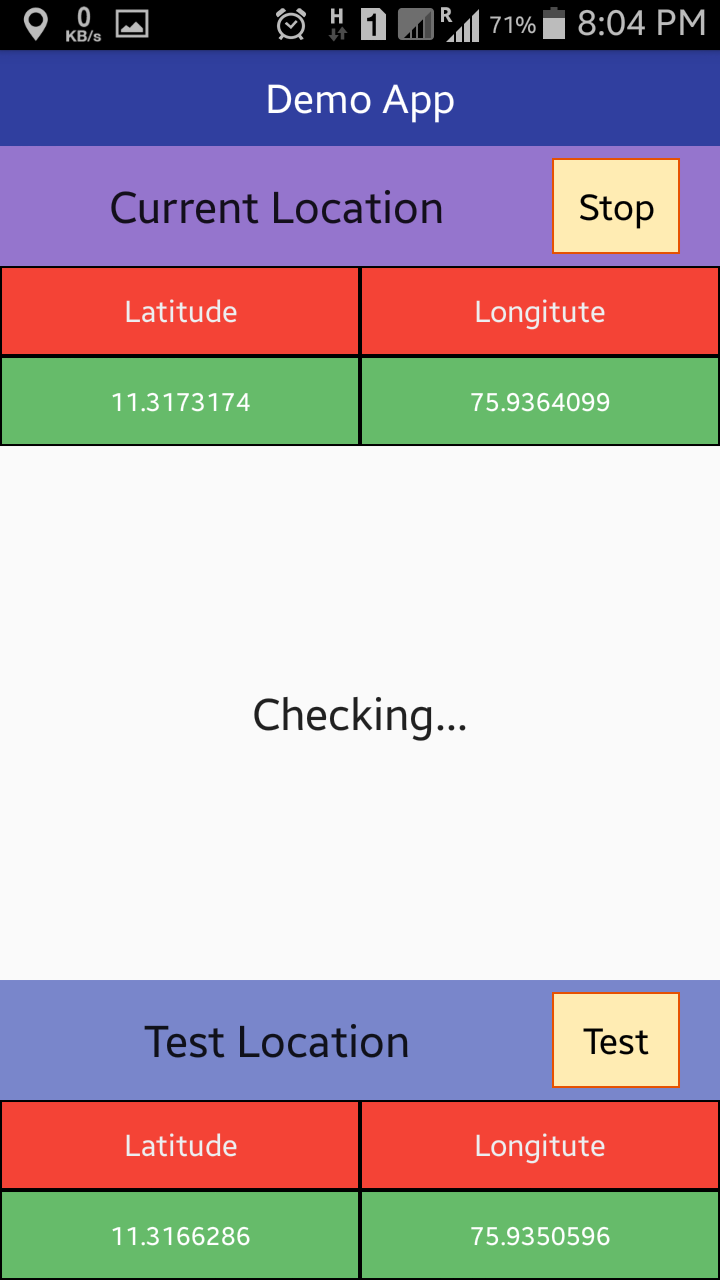 0 KB/s H 1 R 71% 8:04 PM
Demo App
Current Location Stop
Latitude Longitute
11.3173174 75.9364099
Checking...
Test Location Test
Latitude Longitute
11.3166286 75.9350596